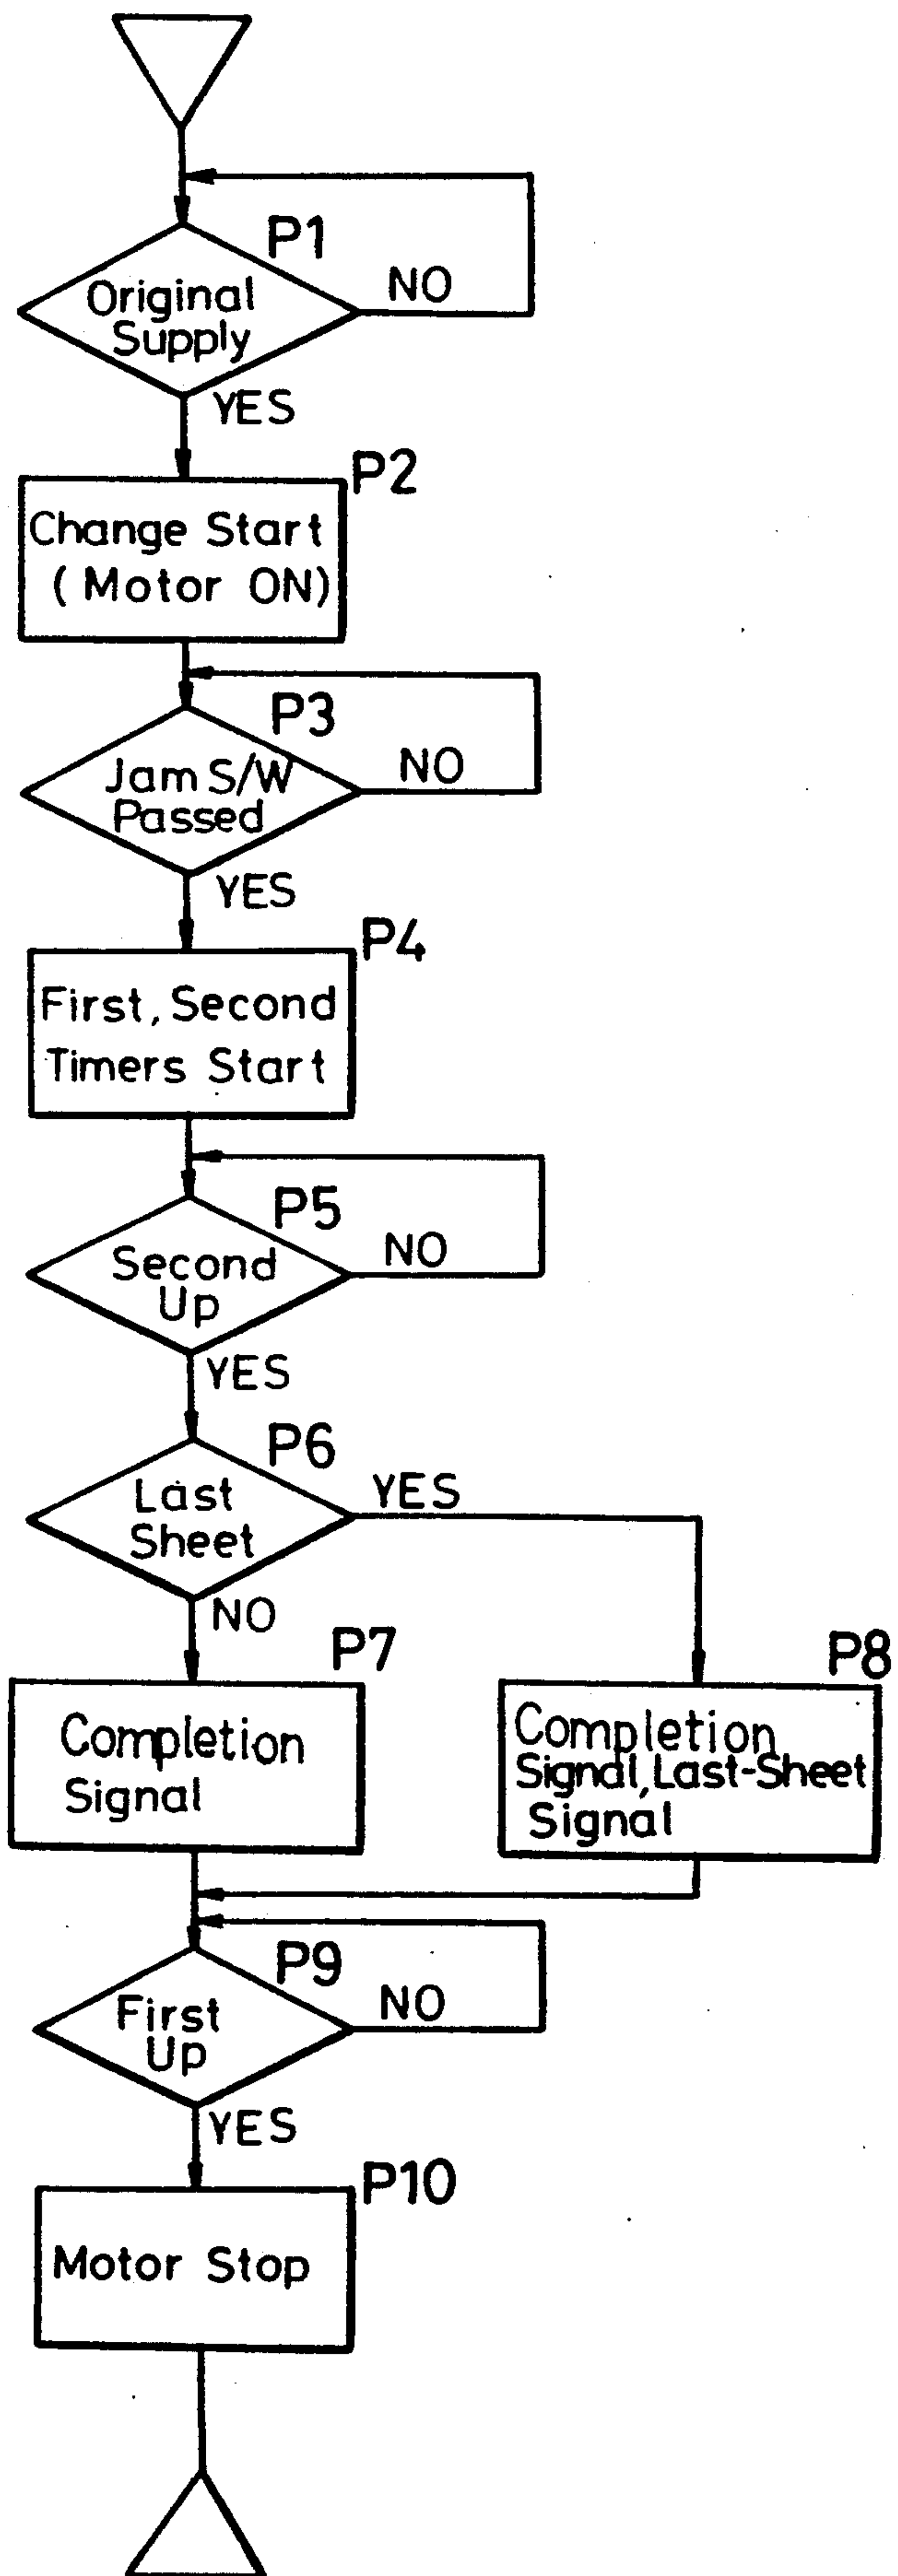 P1
Original
Supply
NO
YES
P2
Change Start
(Motor ON)
P3
Jam S/W
Passed
NO
YES
P4
First, Second
Timers Start
P5
Second
Up
NO
YES
P6
Last
Sheet
YES
NO
P7
Completion
Signal
P8
Completion
Signal, Last-Sheet
Signal
P9
First
Up
NO
YES
P10
Motor Stop